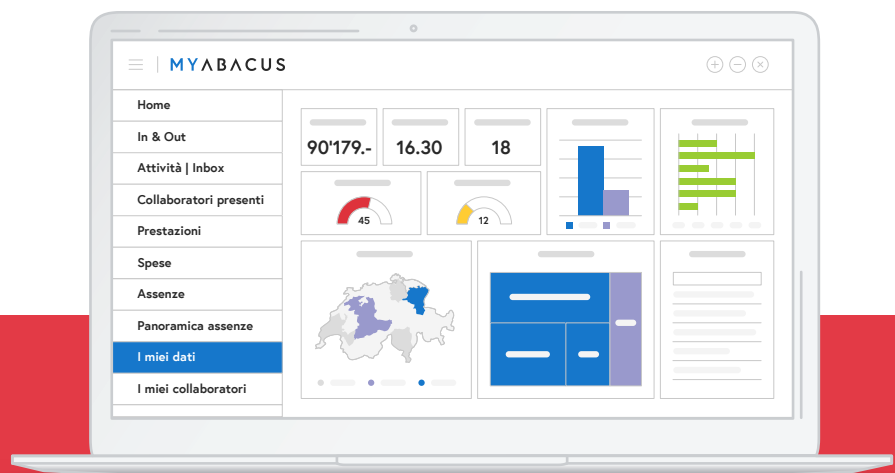 MYABACUS
Home
In & Out
Attività | Inbox
Collaboratori presenti
Prestazioni
Spese
Assenze
Panoramica assenze
I miei dati
I miei collaboratori
90'179.-
16.30
18
45
12